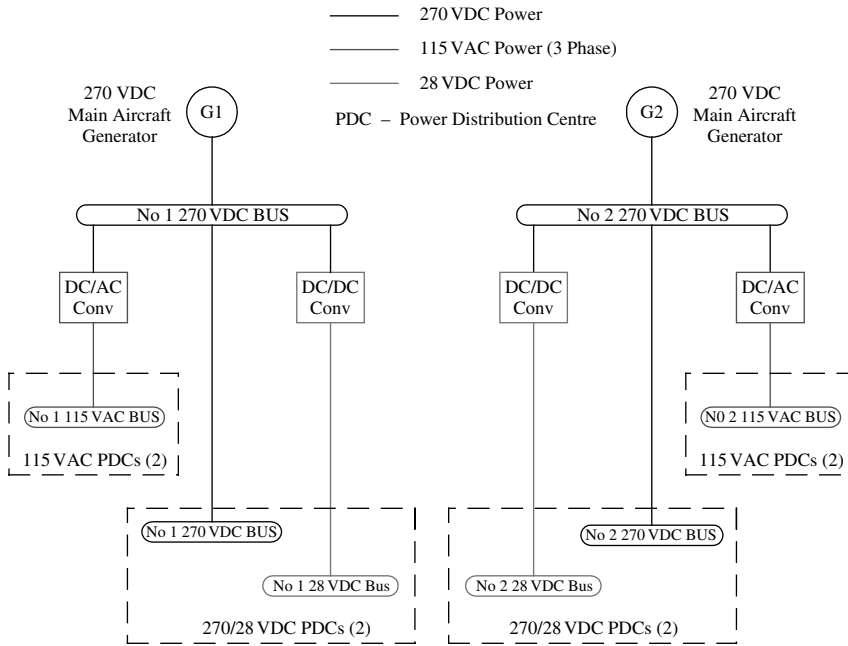 270 VDC Power
115 VAC Power (3 Phase)
28 VDC Power
PDC – Power Distribution Centre
270 VDC
Main Aircraft
Generator
G1
G2
270 VDC
Main Aircraft
Generator
No 1 270 VDC BUS
No 2 270 VDC BUS
DC/AC
Conv
DC/DC
Conv
DC/DC
Conv
DC/AC
Conv
No 1 115 VAC BUS
115 VAC PDCs (2)
N0 2 115 VAC BUS
115 VAC PDCs (2)
No 1 270 VDC BUS
No 1 28 VDC Bus
270/28 VDC PDCs (2)
No 2 270 VDC BUS
No 2 28 VDC Bus
270/28 VDC PDCs (2)